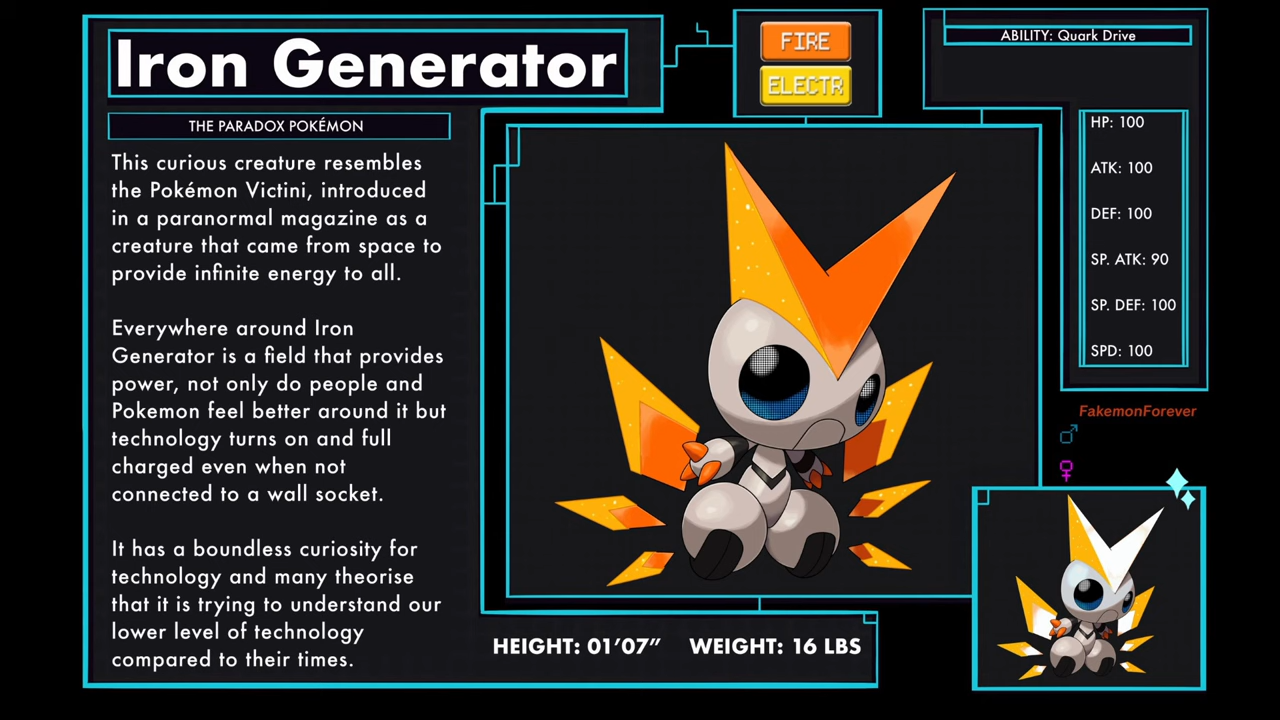 Iron Generator
FIRE
ELECTR
ABILITY: Quark Drive
THE PARADOX POKÉMON
This curious creature resembles
the Pokémon Victini, introduced
in a paranormal magazine as a
creature that came from space to
provide infinite energy to all.
Everywhere around Iron
Generator is a field that provides
power, not only do people and
Pokemon feel better around it but
technology turns on and full
charged even when not
connected to a wall socket.
It has a boundless curiosity for
technology and many theorise
that it is trying to understand our
lower level of technology
compared to their times.
HP: 100
ATK: 100
DEF: 100
SP. ATK: 90
SP. DEF: 100
SPD: 100
FakemonForever
♂
♀
HEIGHT: 01’07” WEIGHT: 16 LBS